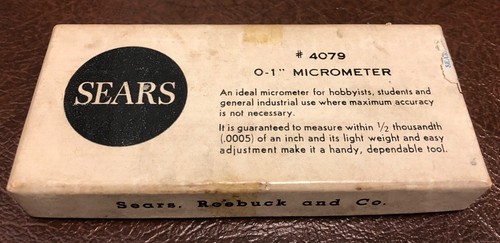 SEARS
# 4079
0-1" MICROMETER
An ideal micrometer for hobbyists, students and
general industrial use where maximum accuracy
is not necessary.
It is guaranteed to measure within 1/2 thousandth
(.0005) of an inch and its light weight and easy
adjustment make it a handy, dependable tool.
Sears, Roebuck and Co.